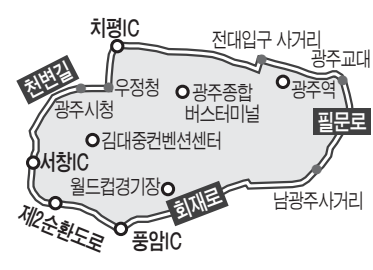 치평IC
전대입구 사거리
광주교대
천변길
우정청
광주시청
광주종합
버스터미널
광주역
필문로
김대중컨벤션센터
서창IC
월드컵경기장
회재로
남광주사거리
제2순환도로
풍암IC